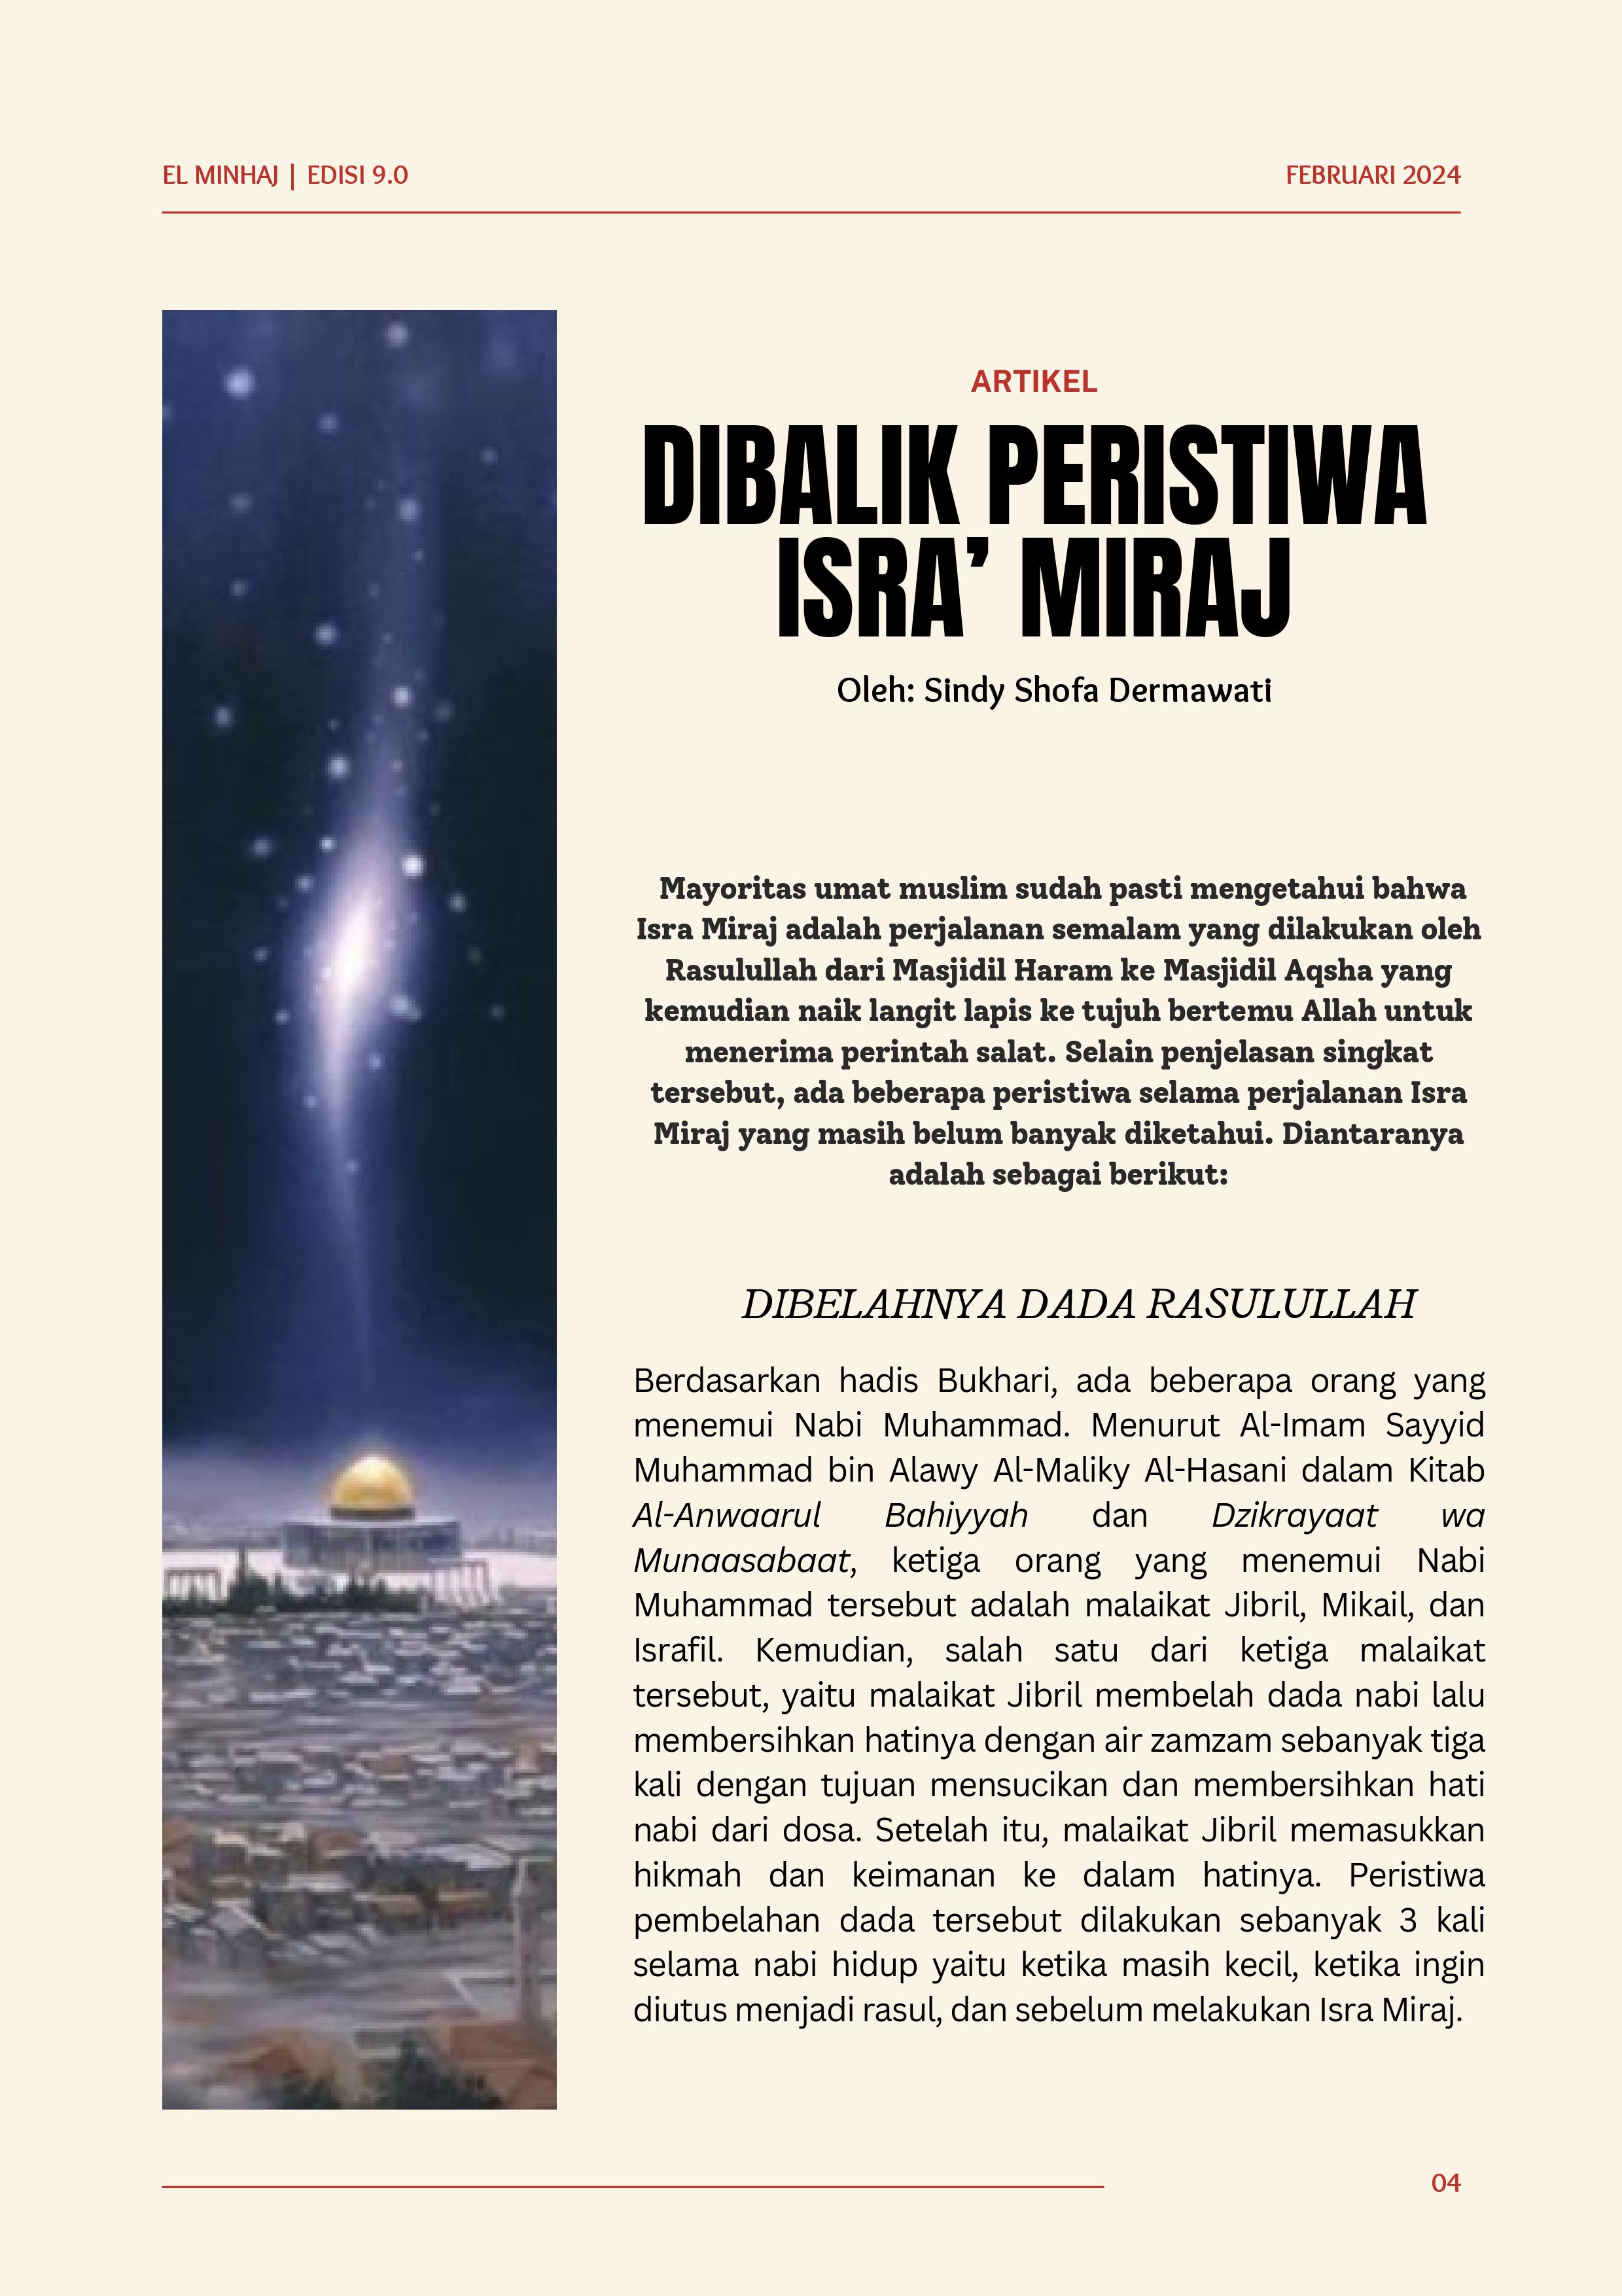 EL MINHAJ | EDISI 9.0
FEBRUARI 2024
ARTIKEL
DIBALIK PERISTIWA
ISRA’ MIRAJ
Oleh: Sindy Shofa Dermawati
Mayoritas umat muslim sudah pasti mengetahui bahwa
Isra Miraj adalah perjalanan semalam yang dilakukan oleh
Rasulullah dari Masjidil Haram ke Masjidil Aqsha yang
kemudian naik langit lapis ke tujuh bertemu Allah untuk
menerima perintah salat. Selain penjelasan singkat
tersebut, ada beberapa peristiwa selama perjalanan Isra
Miraj yang masih belum banyak diketahui. Diantaranya
adalah sebagai berikut:
DIBELAHNYA DADA RASULULLAH
Berdasarkan hadis Bukhari, ada beberapa orang yang
menemui Nabi Muhammad. Menurut Al-Imam Sayyid
Muhammad bin Alawy Al-Maliky Al-Hasani dalam Kitab
Al-Anwaarul Bahiyyah dan Dzikrayaat wa
Munaasabaat, ketiga orang yang menemui Nabi
Muhammad tersebut adalah malaikat Jibril, Mikail, dan
Israfil. Kemudian, salah satu dari ketiga malaikat
tersebut, yaitu malaikat Jibril membelah dada nabi lalu
membersihkan hatinya dengan air zamzam sebanyak tiga
kali dengan tujuan mensucikan dan membersihkan hati
nabi dari dosa. Setelah itu, malaikat Jibril memasukkan
hikmah dan keimanan ke dalam hatinya. Peristiwa
pembelahan dada tersebut dilakukan sebanyak 3 kali
selama nabi hidup yaitu ketika masih kecil, ketika ingin
diutus menjadi rasul, dan sebelum melakukan Isra Miraj.
04